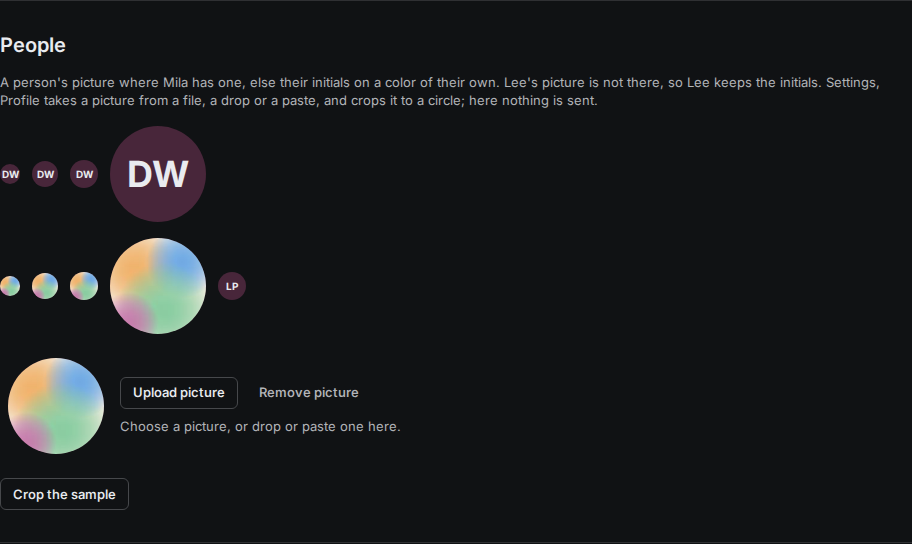 People
A person's picture where Mila has one, else their initials on a color of their own. Lee's picture is not there, so Lee keeps the initials. Settings,
Profile takes a picture from a file, a drop or a paste, and crops it to a circle; here nothing is sent.
DW DW DW DW
LP
Upload picture Remove picture
Choose a picture, or drop or paste one here.
Crop the sample